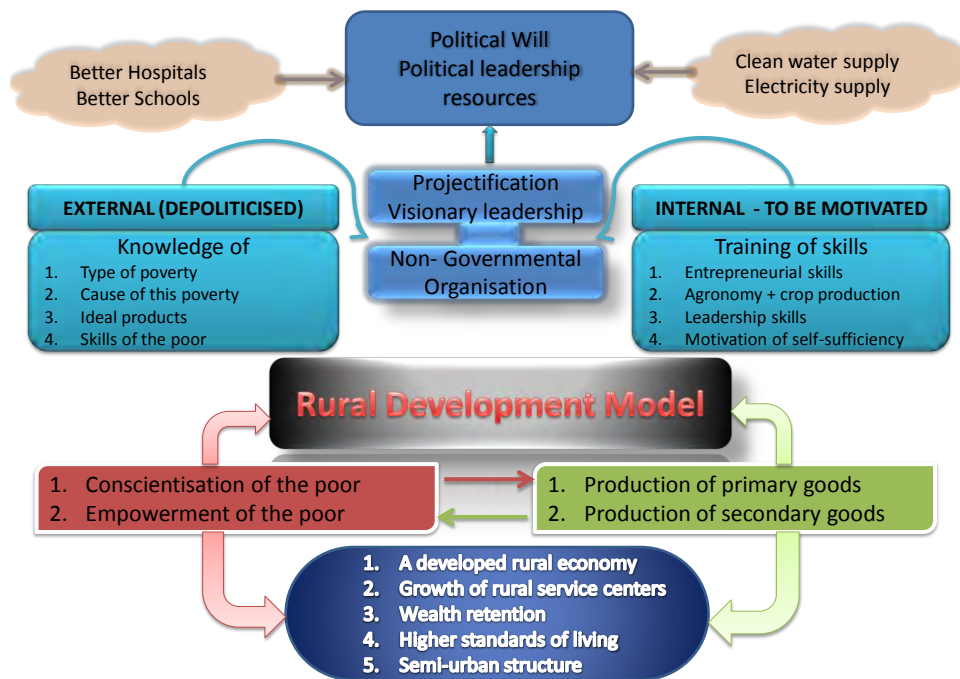 Political Will
Political leadership
resources
Better Hospitals
Better Schools
Clean water supply
Electricity supply
Projectification
Visionary leadership
Non- Governmental
Organisation
EXTERNAL (DEPOLITICISED)
Knowledge of
1. Type of poverty
2. Cause of this poverty
3. Ideal products
4. Skills of the poor
INTERNAL - TO BE MOTIVATED
Training of skills
1. Entrepreneurial skills
2. Agronomy + crop production
3. Leadership skills
4. Motivation of self-sufficiency
Rural Development Model
1. Conscientisation of the poor
2. Empowerment of the poor
1. Production of primary goods
2. Production of secondary goods
1. A developed rural economy
2. Growth of rural service centers
3. Wealth retention
4. Higher standards of living
5. Semi-urban structure